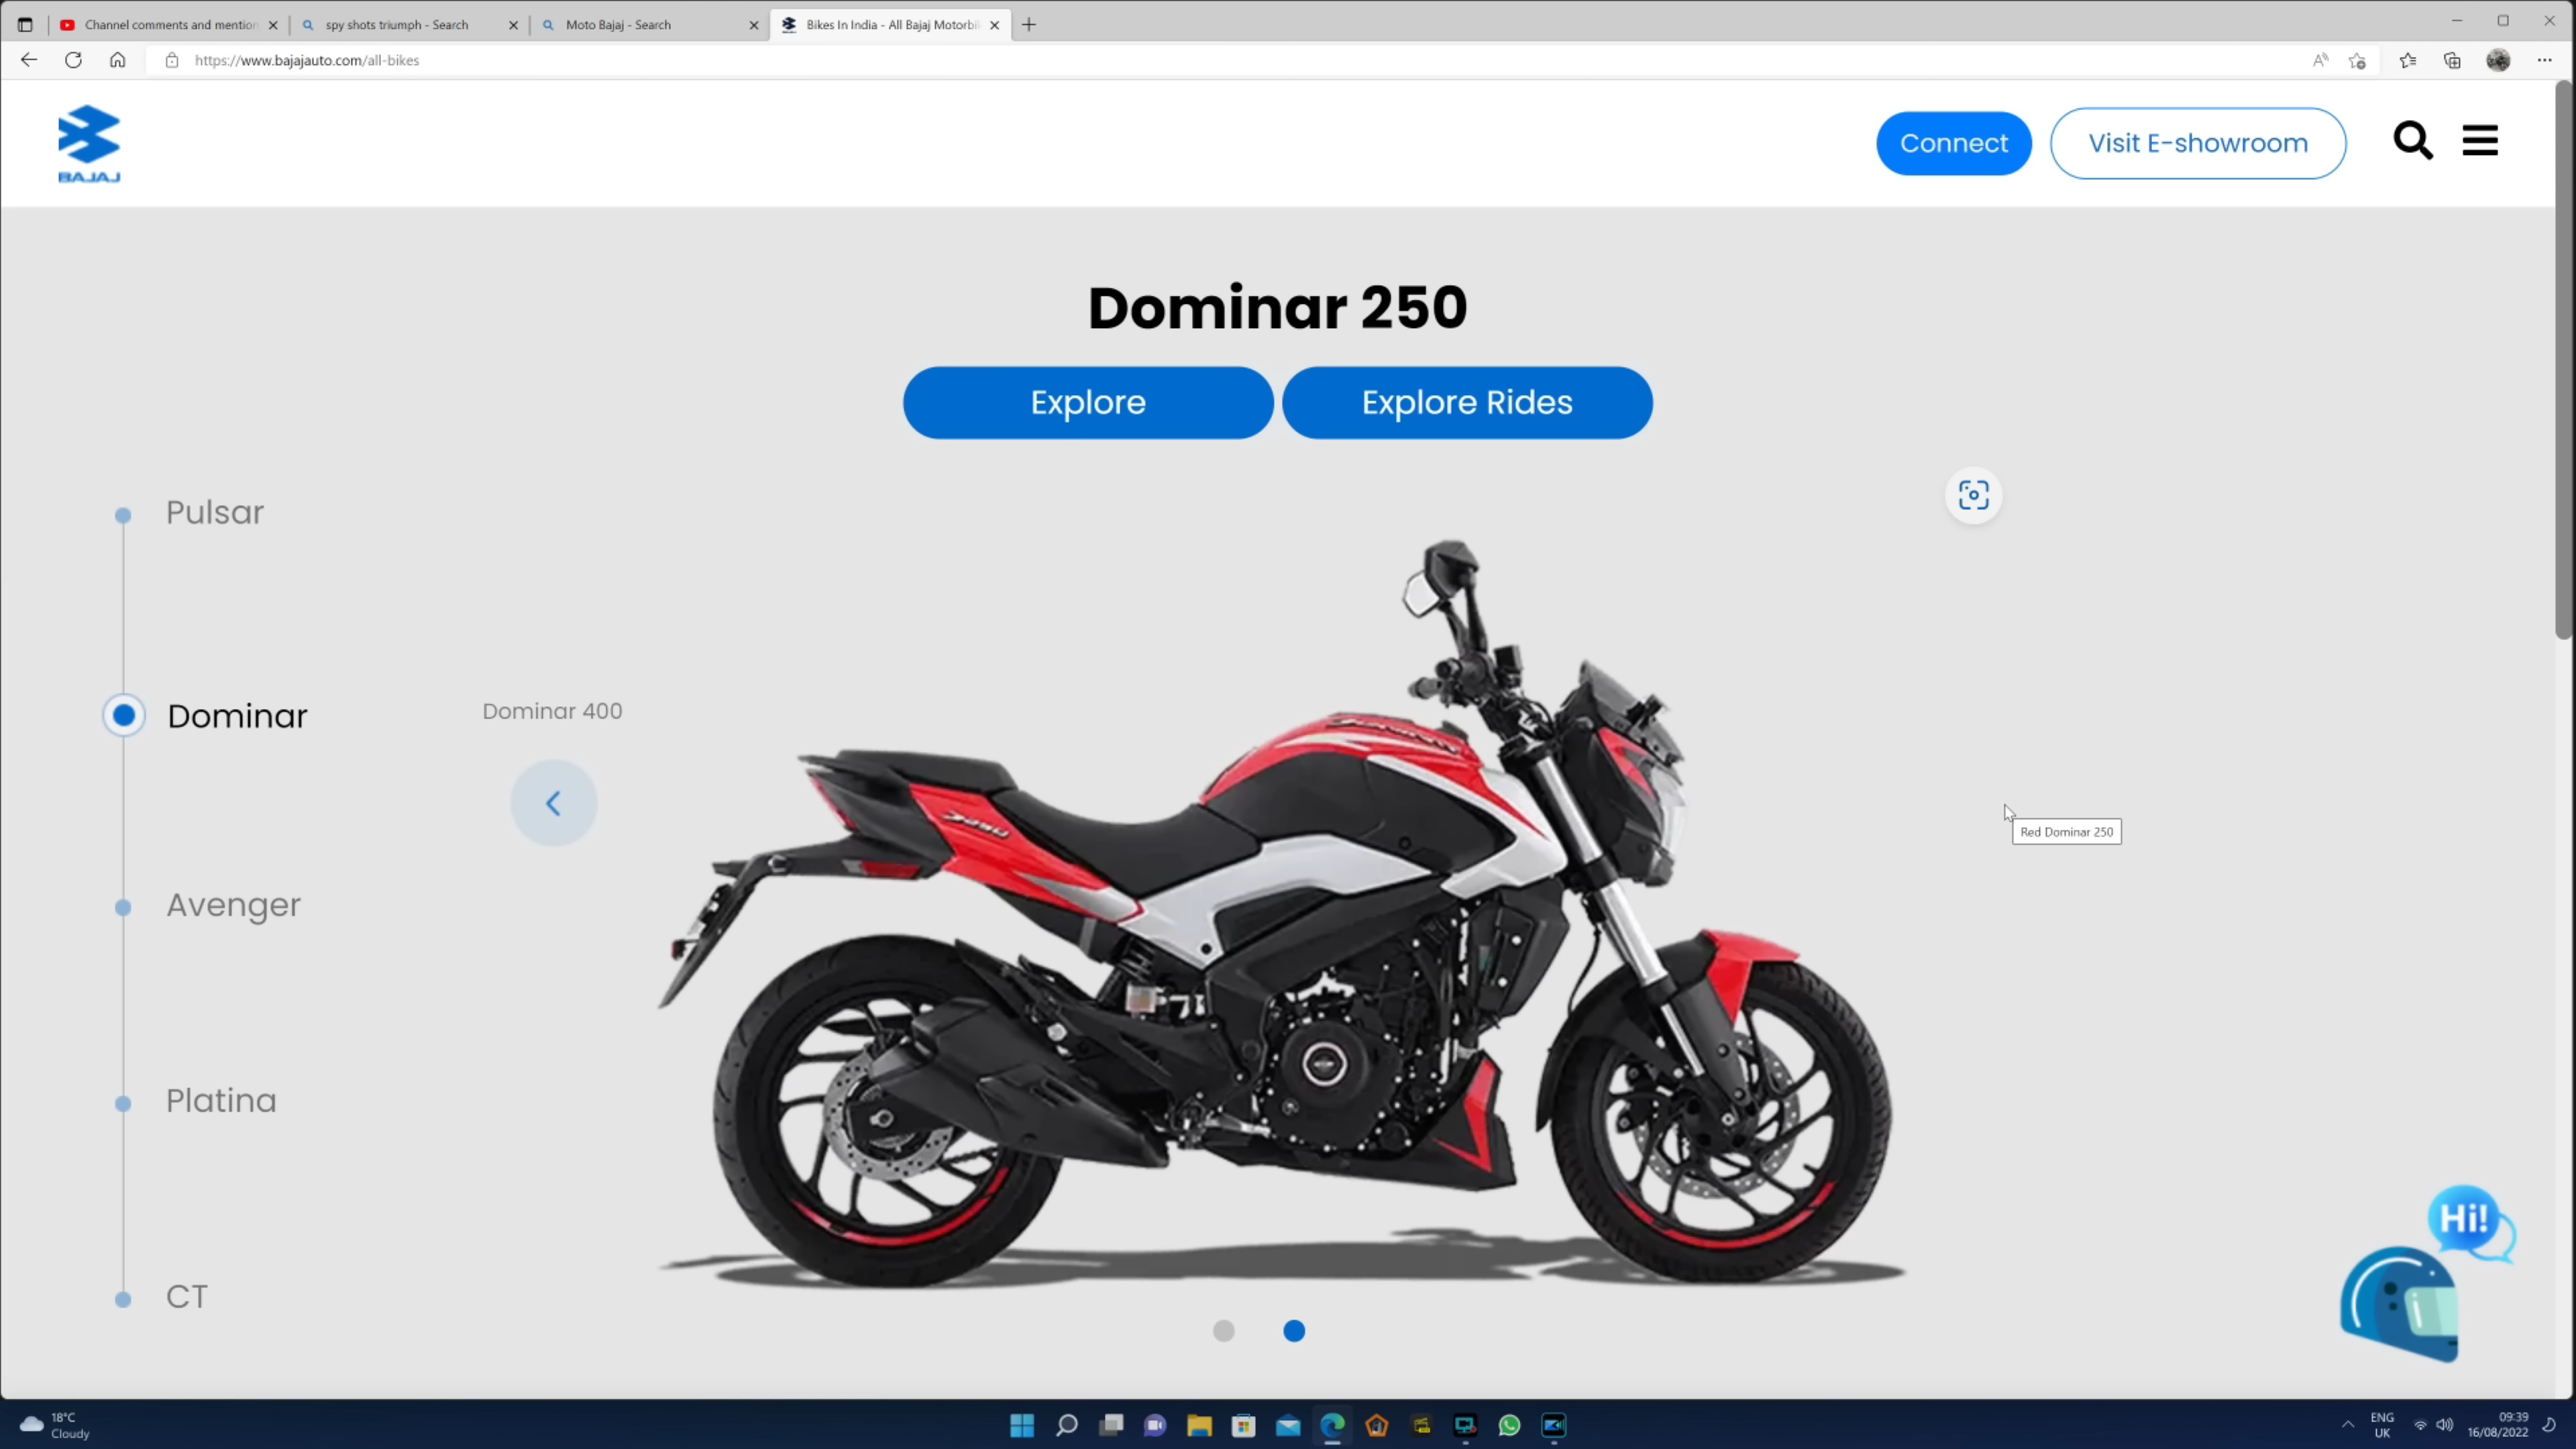 Channel comments and mention
spy shots triumph - Search
Moto Bajaj - Search
Bikes In India - All Bajaj Motorbi
https://www.bajajauto.com/all-bikes
BAJAJ
Connect
Visit E-showroom
Dominar 250
Explore
Explore Rides
Pulsar
Dominar
Dominar 400
Red Dominar 250
Avenger
Platina
CT
Hi!
18°C
Cloudy
ENG
UK
09:39
16/08/2022